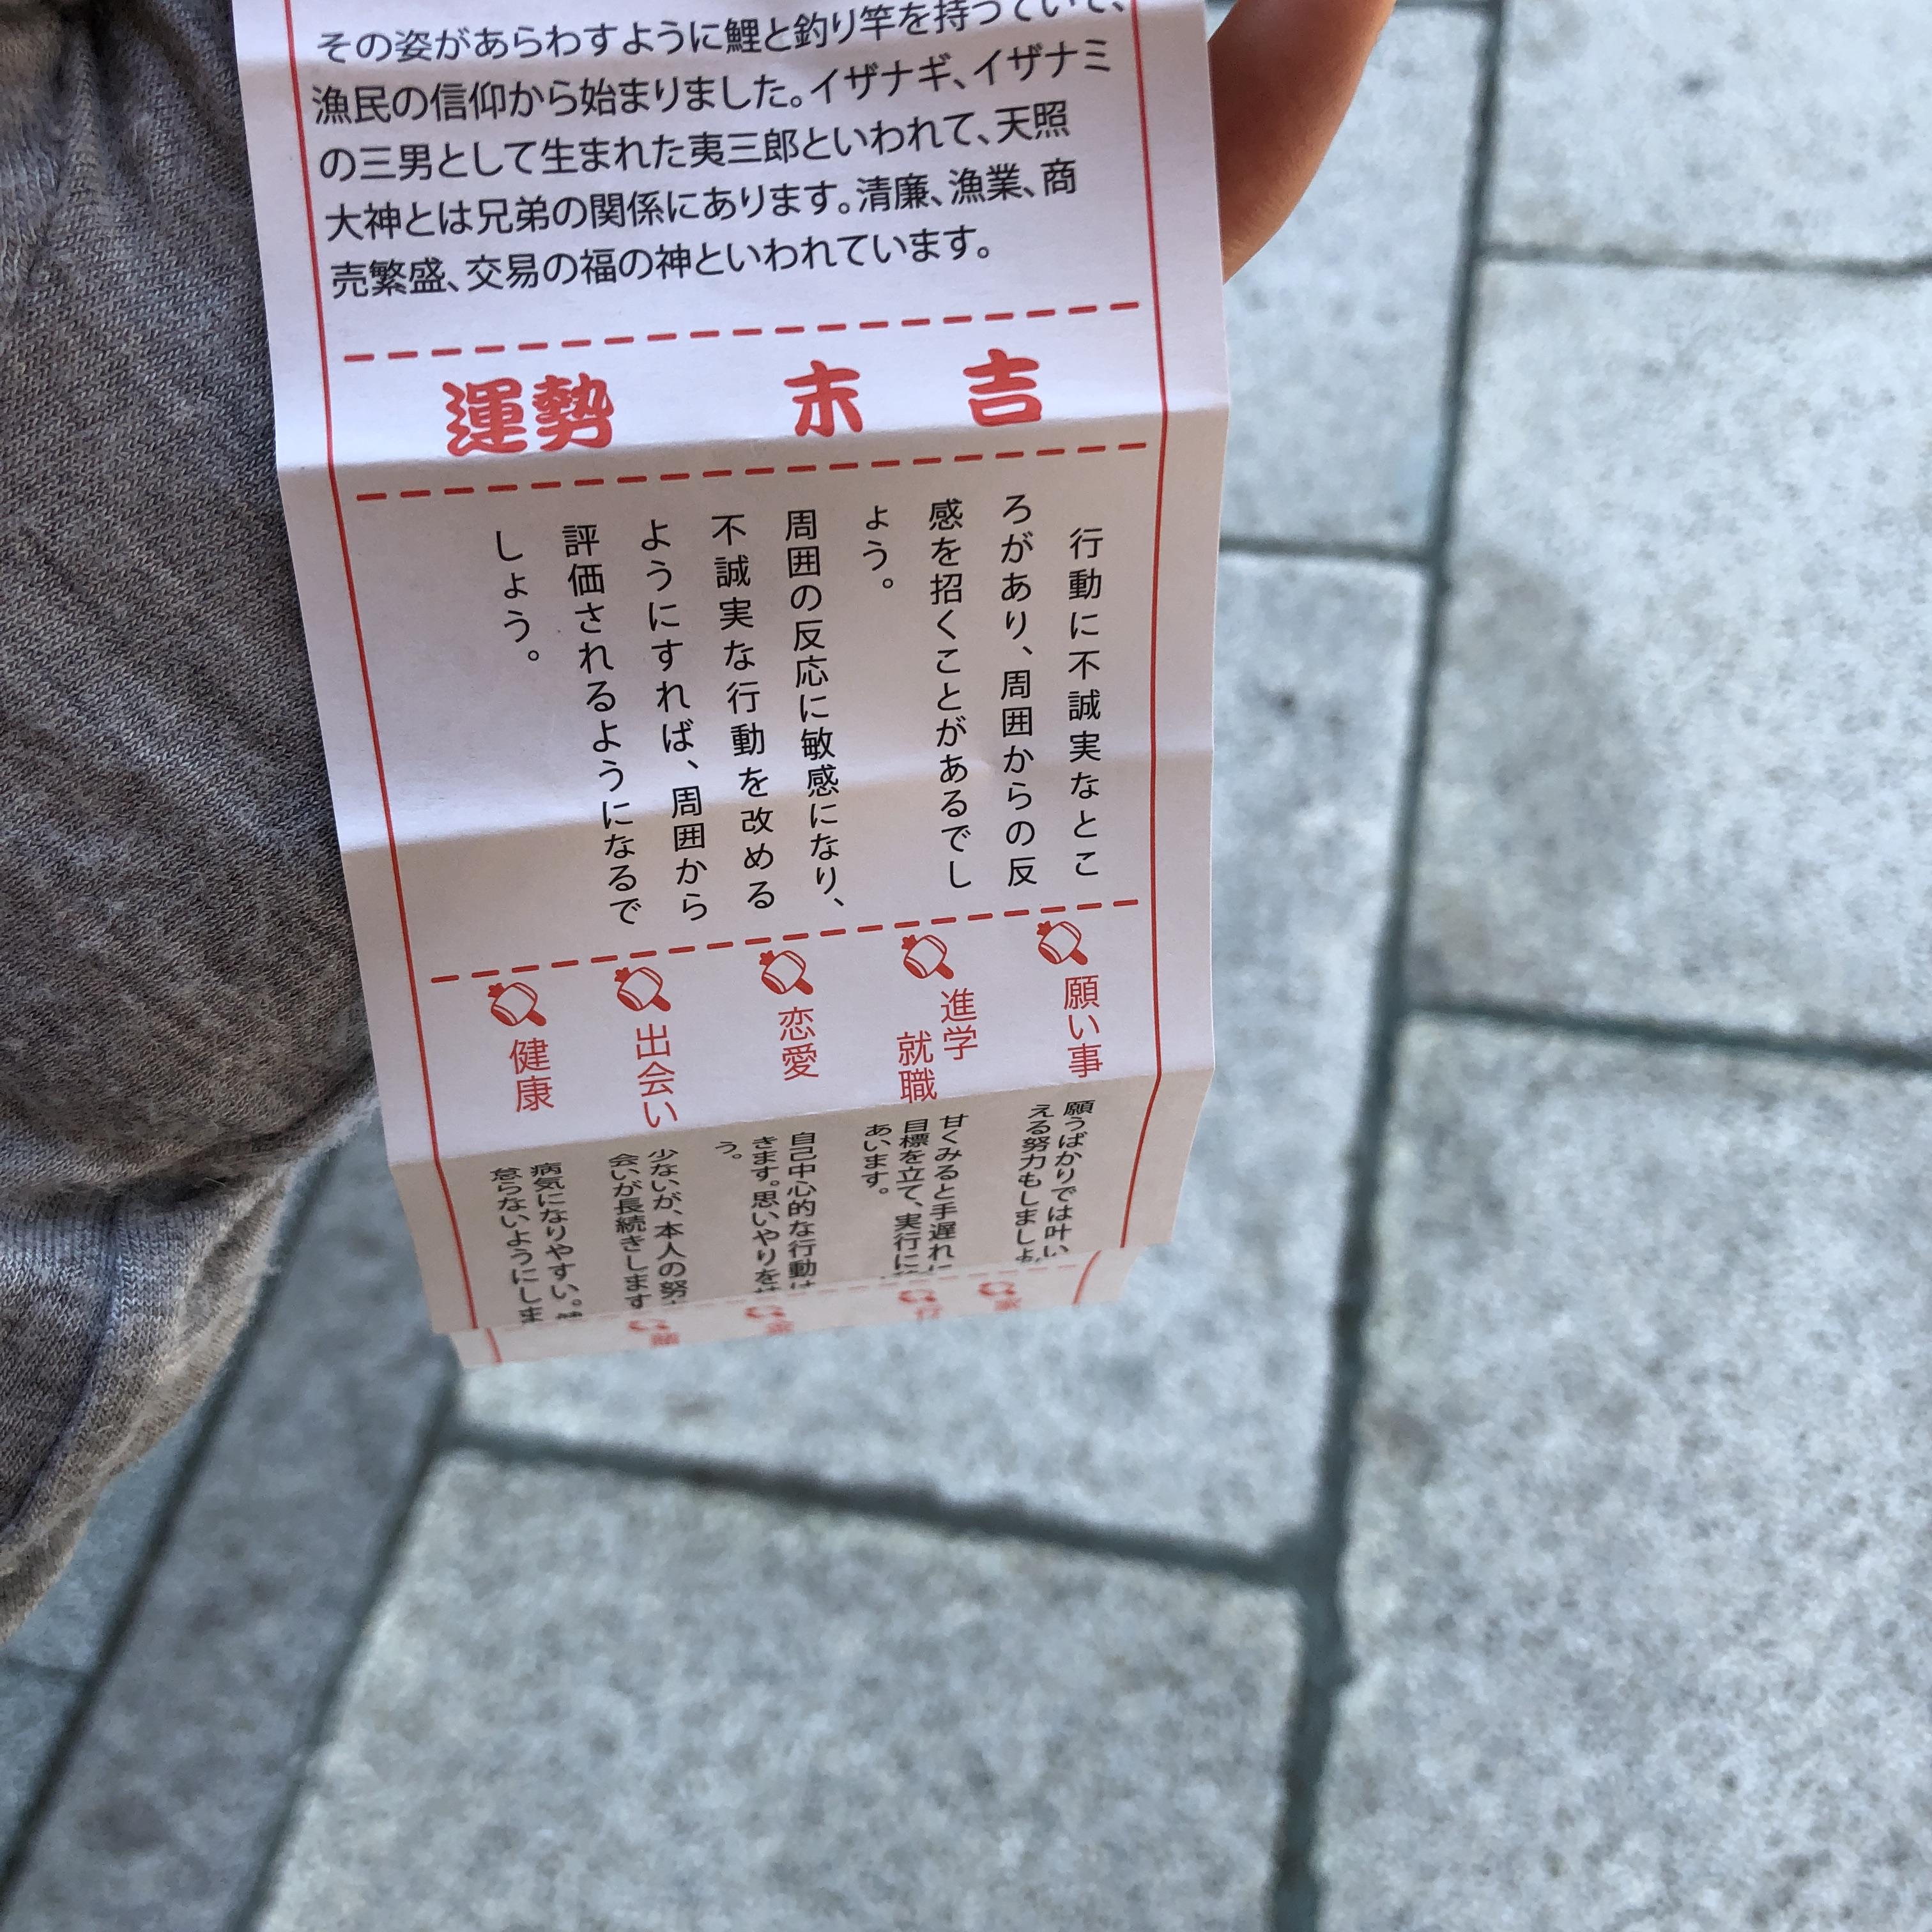 その姿があらわすように鯉と釣り竿を持っていて、
漁民の信仰から始まりました。イザナギ、イザナミ
の三男として生まれた夷三郎といわれて、天照
大神とは兄弟の関係にあります。清廉、漁業、商
売繁盛、交易の福の神といわれています。
運勢 末 吉
行動に不誠実なとこ
ろがあり、周囲からの反
感を招くことがあるでし
ょう。
周囲の反応に敏感になり、
不誠実な行動を改める
ようにすれば、周囲から
評価されるようになるで
しょう。
願い事
願うばかりでは叶い
える努力もしましょ
進学
就職
甘くみると手遅れに
目標を立て、実行に
あいます。
恋愛
自己中心的な行動は
きます。思いやりを
う。
出会い
少ないが、本人の努
会いが長続きします
健康
病気になりやすい。
怠らないようにしま